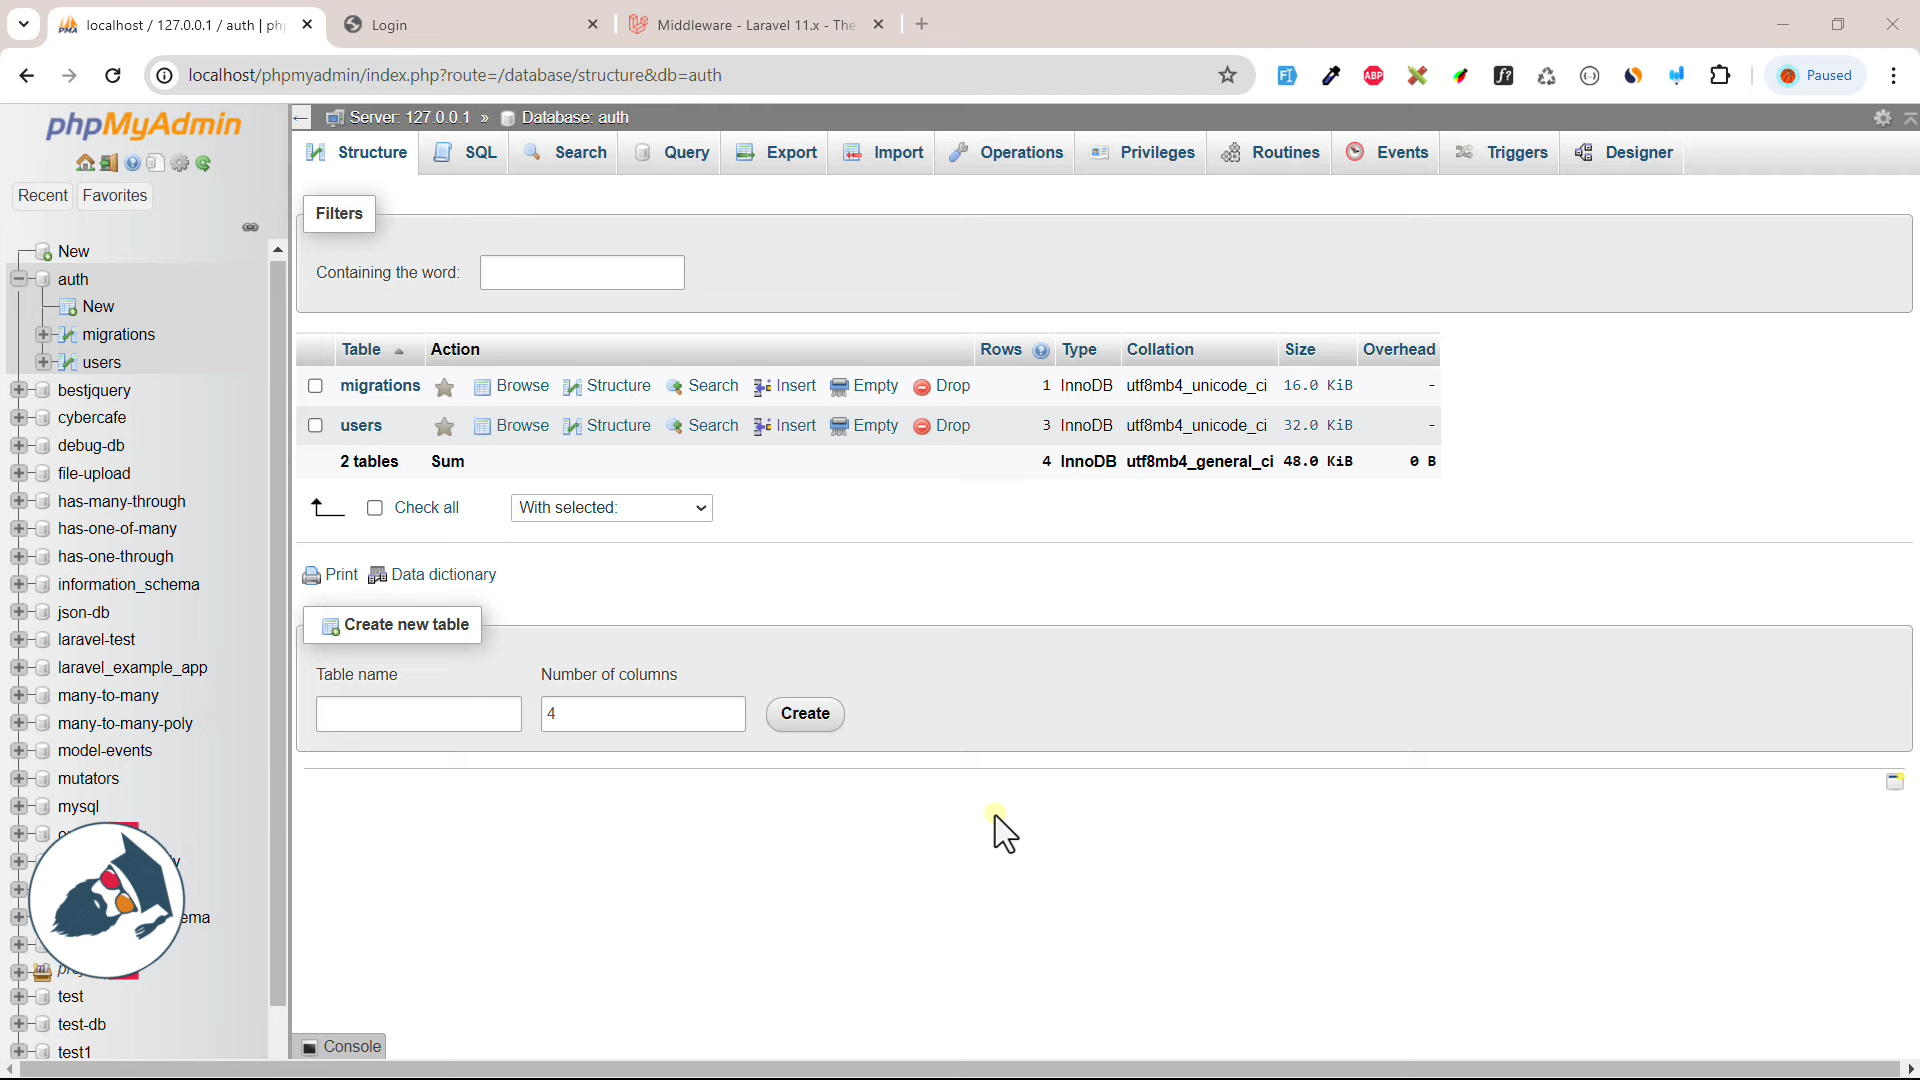 localhost / 127.0.0.1 / auth | ph
Login
Middleware - Laravel 11.x - The
localhost/phpmyadmin/index.php?route=/database/structure&db=auth
ABP
f?
Paused
phpMyAdmin
Recent
Favorites
New
auth
New
migrations
users
bestjquery
cybercafe
debug-db
file-upload
has-many-through
has-one-of-many
has-one-through
information_schema
json-db
laravel-test
laravel_example_app
many-to-many
many-to-many-poly
model-events
mutators
mysql
ema
test
test-db
test1
Server: 127.0.0.1 » Database: auth
Structure
SQL
Search
Query
Export
Import
Operations
Privileges
Routines
Events
Triggers
Designer
Filters
Containing the word:
Table Action Rows Type Collation Size Overhead
migrations Browse Structure Search Insert Empty Drop 1 InnoDB utf8mb4_unicode_ci 16.0 KiB -
users Browse Structure Search Insert Empty Drop 3 InnoDB utf8mb4_unicode_ci 32.0 KiB -
2 tables Sum 4 InnoDB utf8mb4_general_ci 48.0 KiB 0 B
Check all
With selected:
Print Data dictionary
Create new table
Table name
Number of columns
4
Create
Console